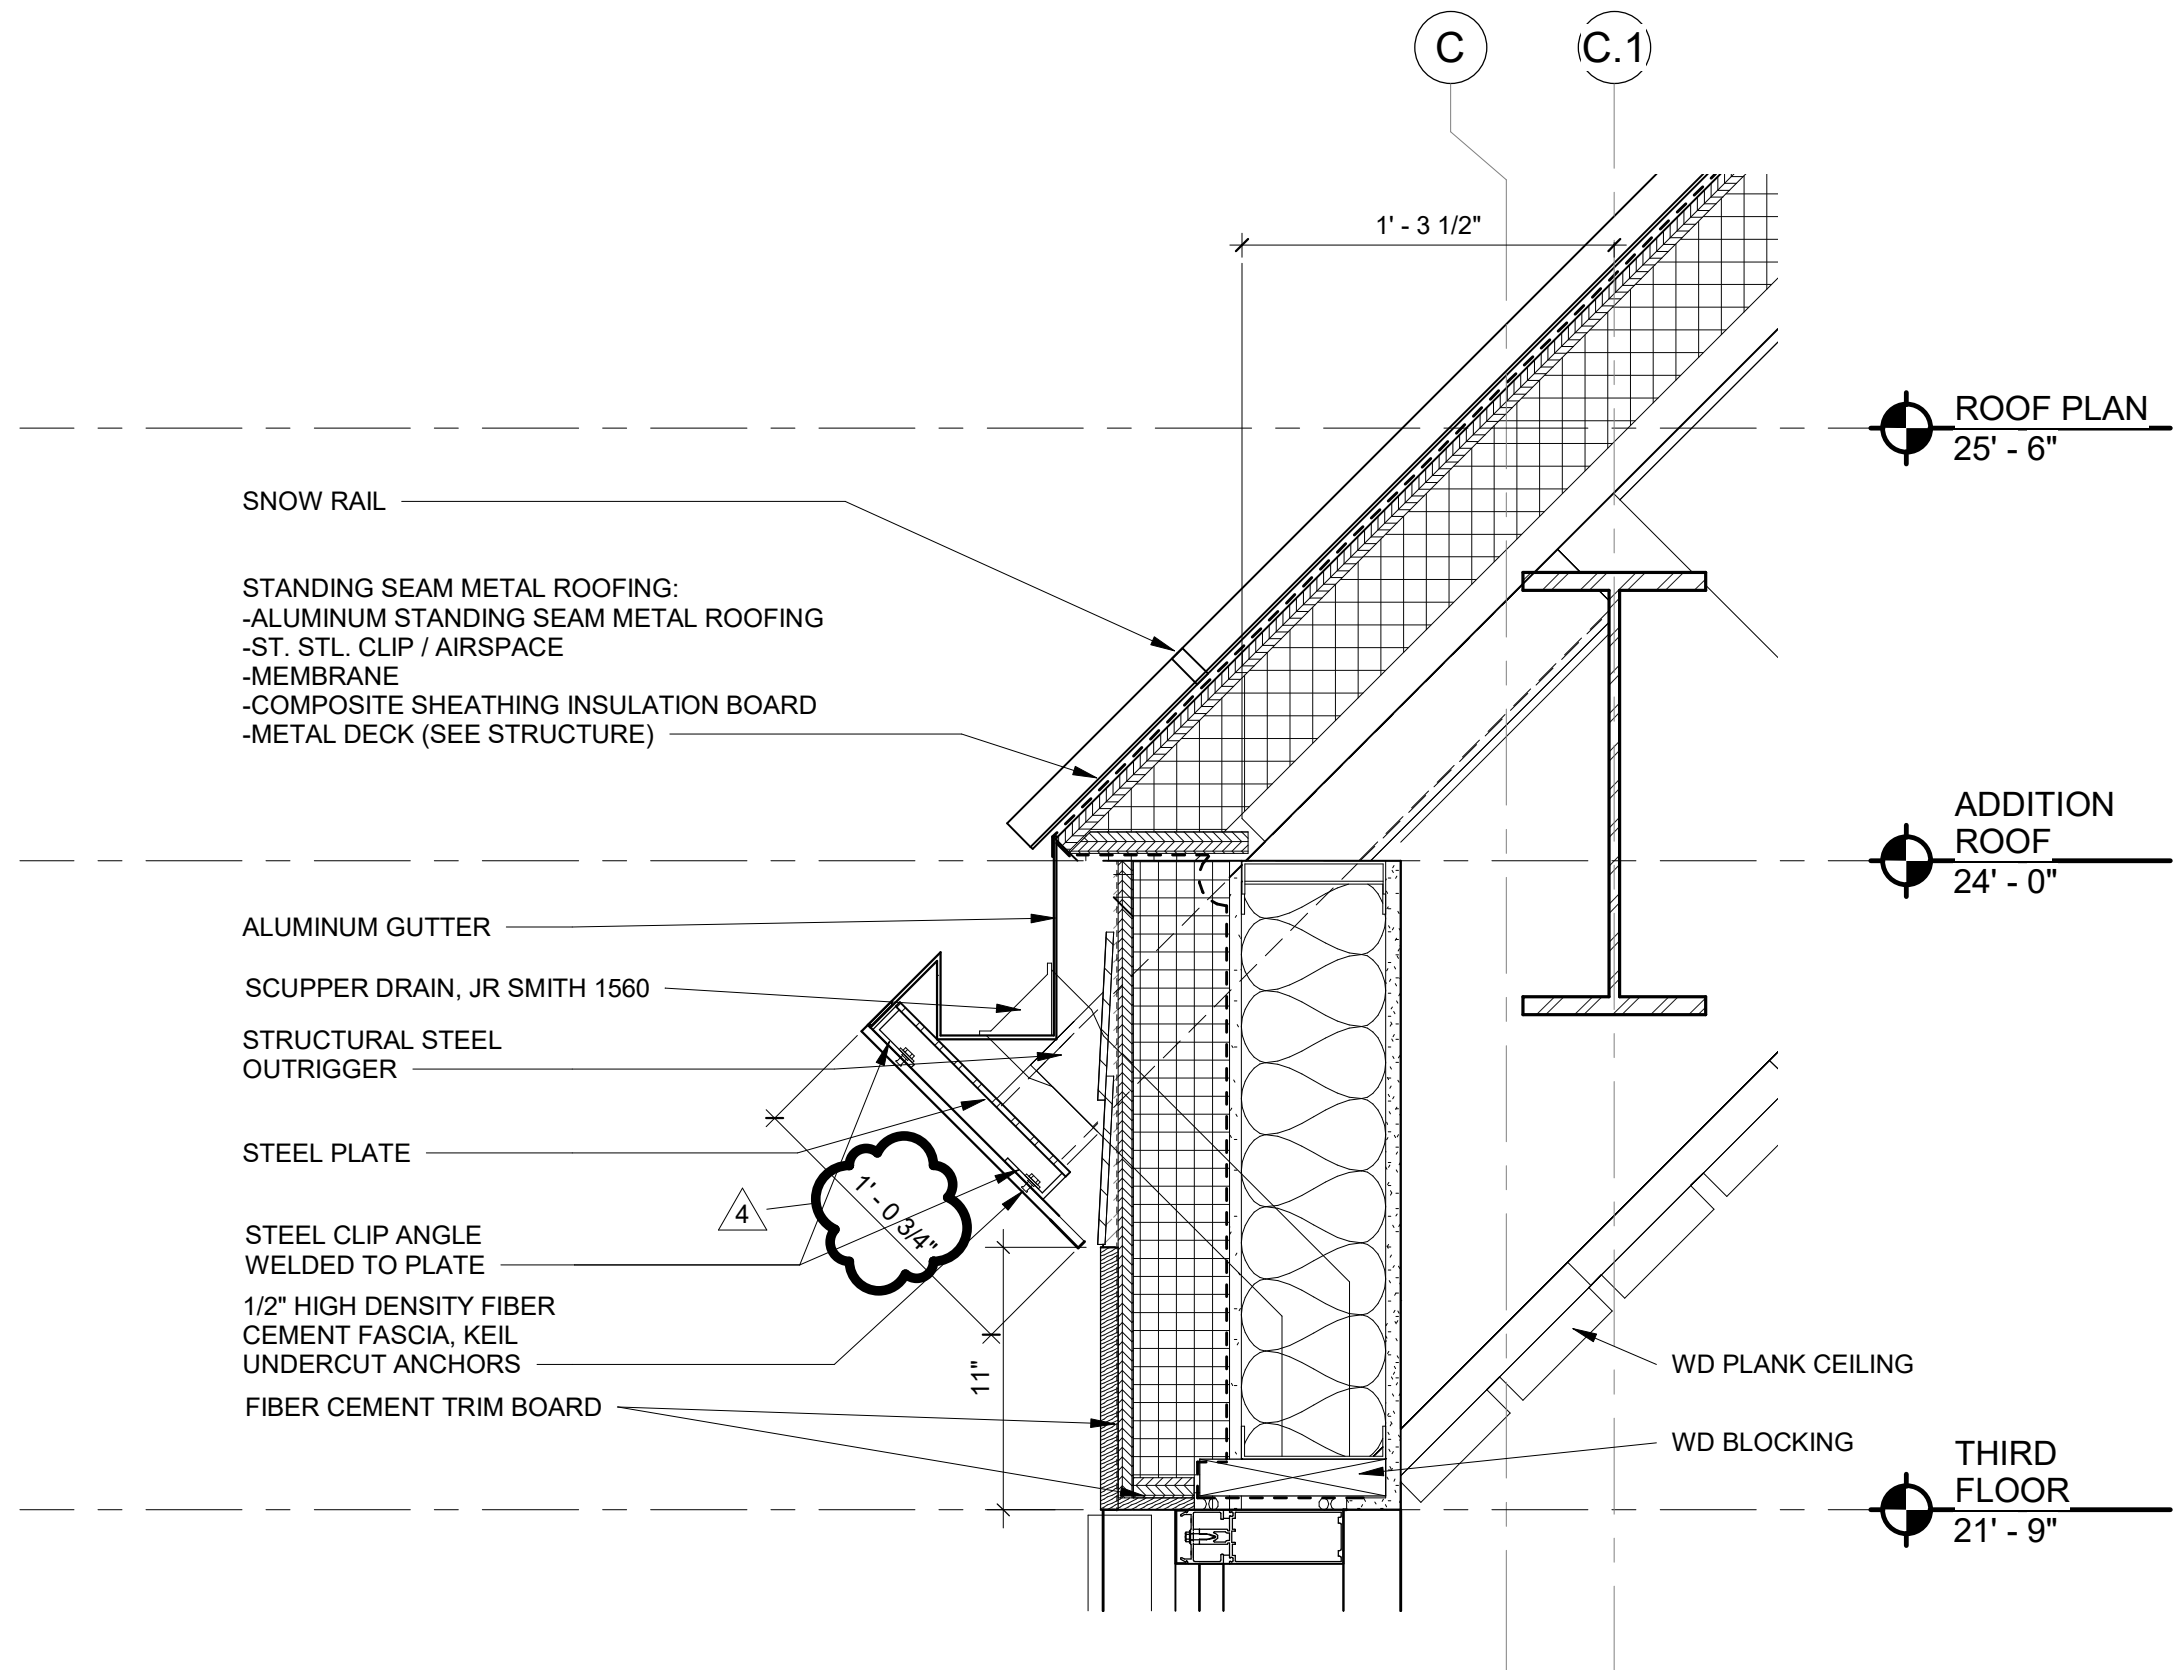 C
C.1
1' - 3 1/2"
ROOF PLAN
25' - 6"
SNOW RAIL
STANDING SEAM METAL ROOFING:
-ALUMINUM STANDING SEAM METAL ROOFING
-ST. STL. CLIP / AIRSPACE
-MEMBRANE
-COMPOSITE SHEATHING INSULATION BOARD
-METAL DECK (SEE STRUCTURE)
ADDITION
ROOF
24' - 0"
ALUMINUM GUTTER
SCUPPER DRAIN, JR SMITH 1560
STRUCTURAL STEEL
OUTRIGGER
STEEL PLATE
4
1' - 0 3/4"
STEEL CLIP ANGLE
WELDED TO PLATE
1/2" HIGH DENSITY FIBER
CEMENT FASCIA, KEIL
UNDERCUT ANCHORS
11"
FIBER CEMENT TRIM BOARD
WD PLANK CEILING
WD BLOCKING
THIRD
FLOOR
21' - 9"